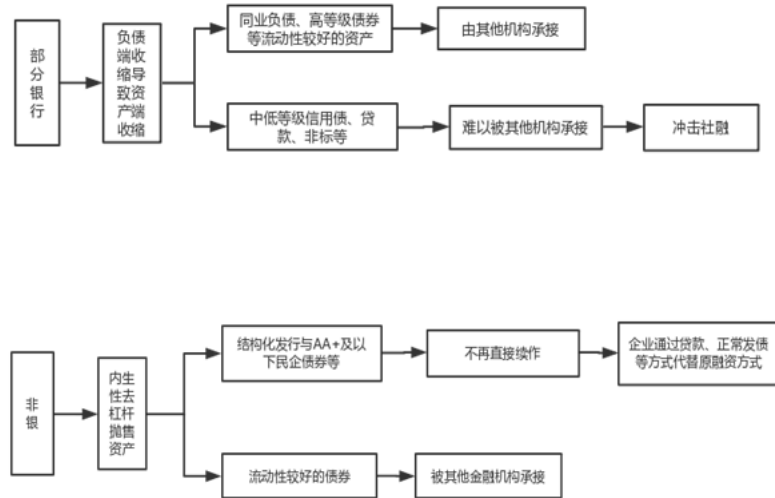 部
分
银
行
负债
端收
缩导
致资
产端
收缩
同业负债、高等级债券
等流动性较好的资产
由其他机构承接
中低等级信用债、贷
款、非标等
难以被其他机构承接
冲击社融
非
银
内生
性去
杠杆
抛售
资产
结构化发行与AA+及以
下民企债券等
不再直接续作
企业通过贷款、正常发债
等方式代替原融资方式
流动性较好的债券
被其他金融机构承接